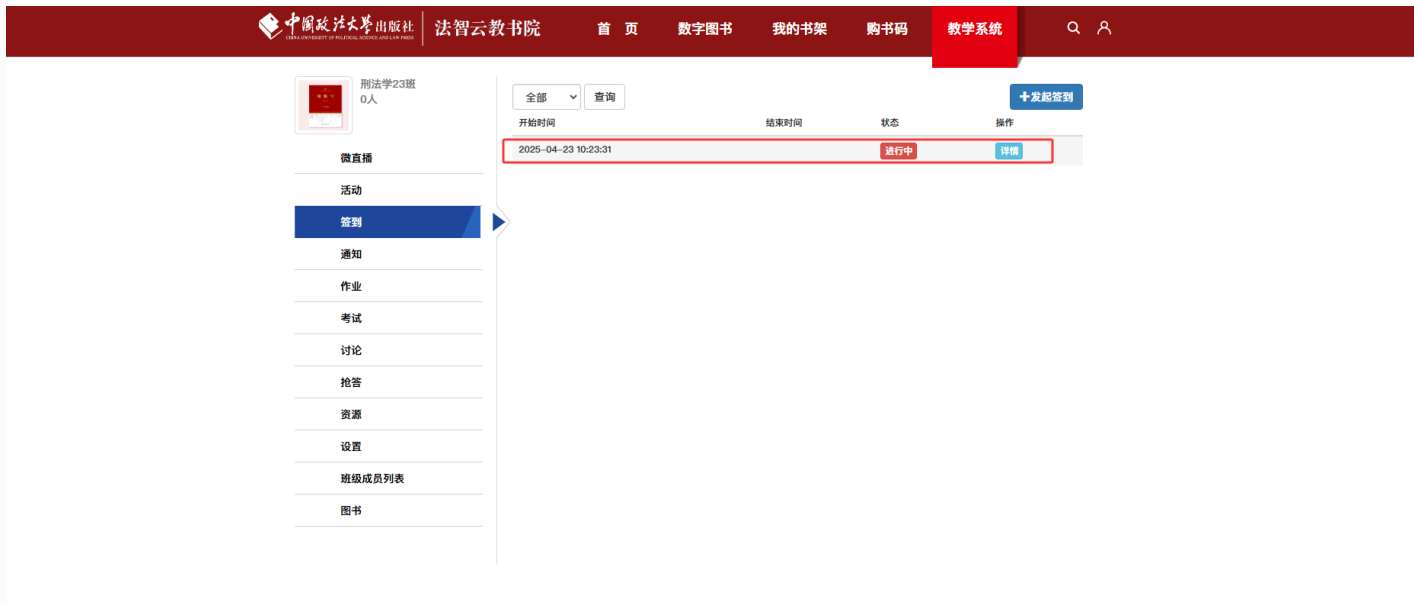 中国政法大学出版社 法智云教书院 首 页 数字图书 我的书架 购书码 教学系统
CHINA UNIVERSITY OF POLITICAL SCIENCE AND LAW PRESS
刑法学23班
0人
全部 查询 发起签到
开始时间 结束时间 状态 操作
2025-04-23 10:23:31 进行中 详情
微直播
活动
签到
通知
作业
考试
讨论
抢答
资源
设置
班级成员列表
图书